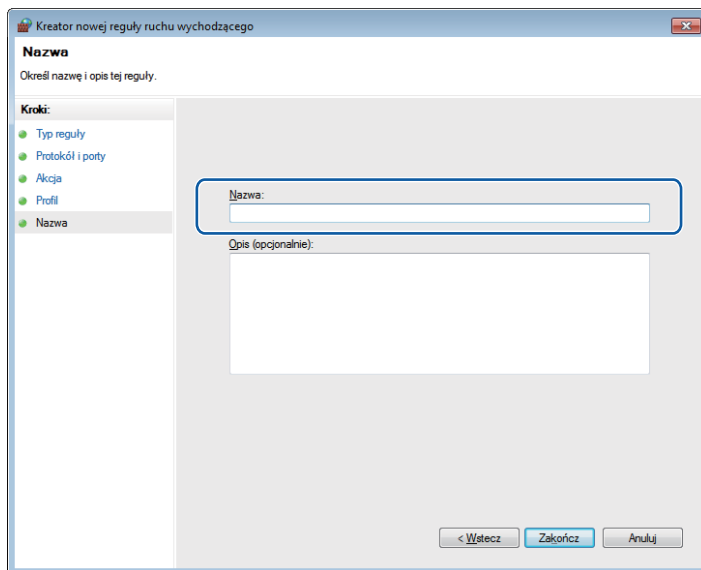 Kreator nowej reguły ruchu wychodzącego
Nazwa
Określ nazwę i opis tej reguły.
Kroki:
Typ reguły
Protokół i porty
Akcja
Profil
Nazwa
Nazwa:
Opis (opcjonalnie):
< Wstecz
Zakończ
Anuluj